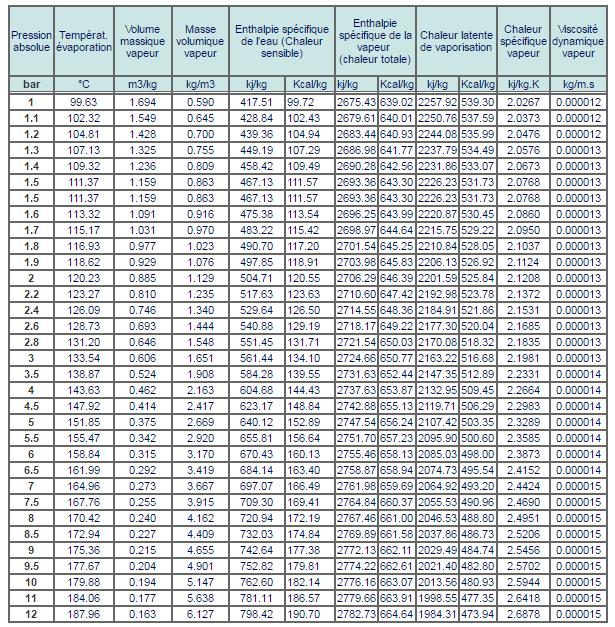 Pression absolue Températ. évaporation Volume massique vapeur Masse volumique vapeur Enthalpie spécifique de l'eau (Chaleur sensible) Enthalpie spécifique de la vapeur (chaleur totale) Chaleur latente de vaporisation Chaleur spécifique vapeur Viscosité dynamique vapeur
bar °C m3/kg kg/m3 kj/kg Kcal/kg kj/kg Kcal/kg kj/kg Kcal/kg kj/kg.K kg/m.s
1 99.63 1.694 0.590 417.51 99.72 2675.43 639.02 2257.92 539.30 2.0267 0.000012
1.1 102.32 1.549 0.645 428.84 102.43 2679.61 640.01 2250.76 537.59 2.0373 0.000012
1.2 104.81 1.428 0.700 439.36 104.94 2683.44 640.93 2244.08 535.99 2.0476 0.000012
1.3 107.13 1.325 0.755 449.19 107.29 2686.98 641.77 2237.79 534.49 2.0576 0.000013
1.4 109.32 1.236 0.809 458.42 109.49 2690.28 642.56 2231.86 533.07 2.0673 0.000013
1.5 111.37 1.159 0.863 467.13 111.57 2693.36 643.30 2226.23 531.73 2.0768 0.000013
1.5 111.37 1.159 0.863 467.13 111.57 2693.36 643.30 2226.23 531.73 2.0768 0.000013
1.6 113.32 1.091 0.916 475.38 113.54 2696.25 643.99 2220.87 530.45 2.0860 0.000013
1.7 115.17 1.031 0.970 483.22 115.42 2698.97 644.64 2215.75 529.22 2.0950 0.000013
1.8 116.93 0.977 1.023 490.70 117.20 2701.54 645.25 2210.84 528.05 2.1037 0.000013
1.9 118.62 0.929 1.076 497.85 118.91 2703.98 645.83 2206.13 526.92 2.1124 0.000013
2 120.23 0.885 1.129 504.71 120.55 2706.29 646.39 2201.59 525.84 2.1208 0.000013
2.2 123.27 0.810 1.235 517.63 123.63 2710.60 647.42 2192.98 523.78 2.1372 0.000013
2.4 126.09 0.746 1.340 529.64 126.50 2714.55 648.36 2184.91 521.86 2.1531 0.000013
2.6 128.73 0.693 1.444 540.88 129.19 2718.17 649.22 2177.30 520.04 2.1685 0.000013
2.8 131.20 0.646 1.548 551.45 131.71 2721.54 650.03 2170.08 518.32 2.1835 0.000013
3 133.54 0.606 1.651 561.44 134.10 2724.66 650.77 2163.22 516.68 2.1981 0.000013
3.5 138.87 0.524 1.908 584.28 139.55 2731.63 652.44 2147.35 512.89 2.2331 0.000014
4 143.63 0.462 2.163 604.68 144.43 2737.63 653.87 2132.95 509.45 2.2664 0.000014
4.5 147.92 0.414 2.417 623.17 148.84 2742.88 655.13 2119.71 506.29 2.2983 0.000014
5 151.85 0.375 2.669 640.12 152.89 2747.54 656.24 2107.42 503.35 2.3289 0.000014
5.5 155.47 0.342 2.920 655.81 156.64 2751.70 657.23 2095.90 500.60 2.3585 0.000014
6 158.84 0.315 3.170 670.43 160.13 2755.46 658.13 2085.03 498.00 2.3873 0.000014
6.5 161.99 0.292 3.419 684.14 163.40 2758.87 658.94 2074.73 495.54 2.4152 0.000014
7 164.96 0.273 3.667 697.07 166.49 2761.98 659.69 2064.92 493.20 2.4424 0.000015
7.5 167.76 0.255 3.915 709.30 169.41 2764.84 660.37 2055.53 490.96 2.4690 0.000015
8 170.42 0.240 4.162 720.94 172.19 2767.46 661.00 2046.53 488.80 2.4951 0.000015
8.5 172.94 0.227 4.409 732.03 174.84 2769.89 661.58 2037.86 486.73 2.5206 0.000015
9 175.36 0.215 4.655 742.64 177.38 2772.13 662.11 2029.49 484.74 2.5456 0.000015
9.5 177.67 0.204 4.901 752.82 179.81 2774.22 662.61 2021.40 482.80 2.5702 0.000015
10 179.88 0.194 5.147 762.60 182.14 2776.16 663.07 2013.56 480.93 2.5944 0.000015
11 184.06 0.177 5.638 781.11 186.57 2779.66 663.91 1998.55 477.35 2.6418 0.000015
12 187.96 0.163 6.127 798.42 190.70 2782.73 664.64 1984.31 473.94 2.6878 0.000015